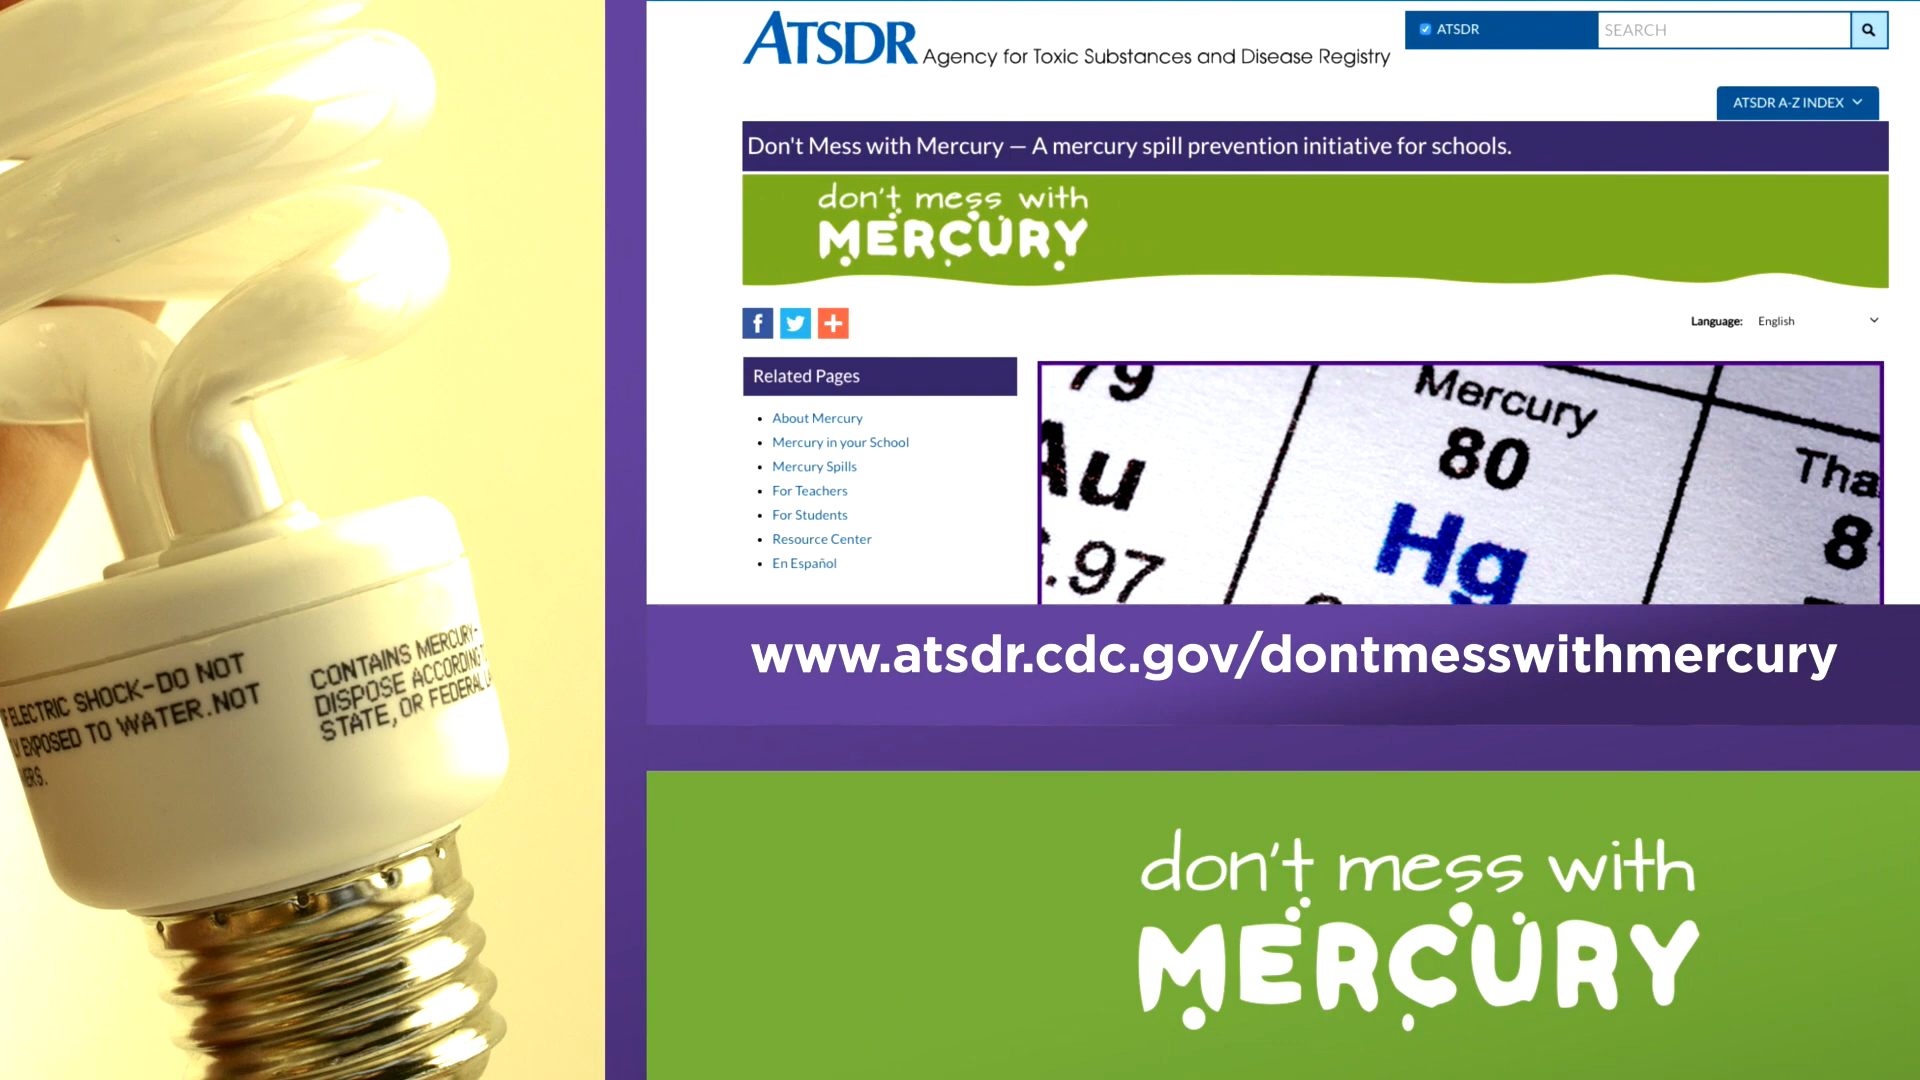 ELECTRIC SHOCK-DO NOT
EXPOSED TO WATER.NOT
CONTAINS MERCURY-
DISPOSE ACCORDING
STATE, OR FEDERAL
ATSDR Agency for Toxic Substances and Disease Registry
ATSDR
SEARCH
ATSDR A-Z INDEX
Don't Mess with Mercury — A mercury spill prevention initiative for schools.
don't mess with
MERCURY
Language: English
Related Pages
About Mercury
Mercury in your School
Mercury Spills
For Teachers
For Students
Resource Center
En Español
79
Au
.97
Mercury
80
Hg
Tha
8
www.atsdr.cdc.gov/dontmesswithmercury
don't mess with
MERCURY